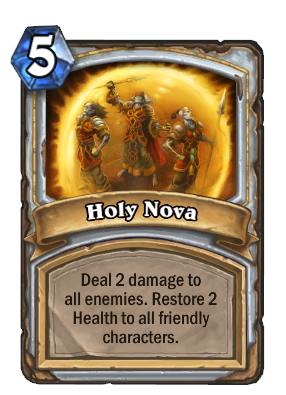 5
Holy Nova
Deal 2 damage to
all enemies. Restore 2
Health to all friendly
characters.